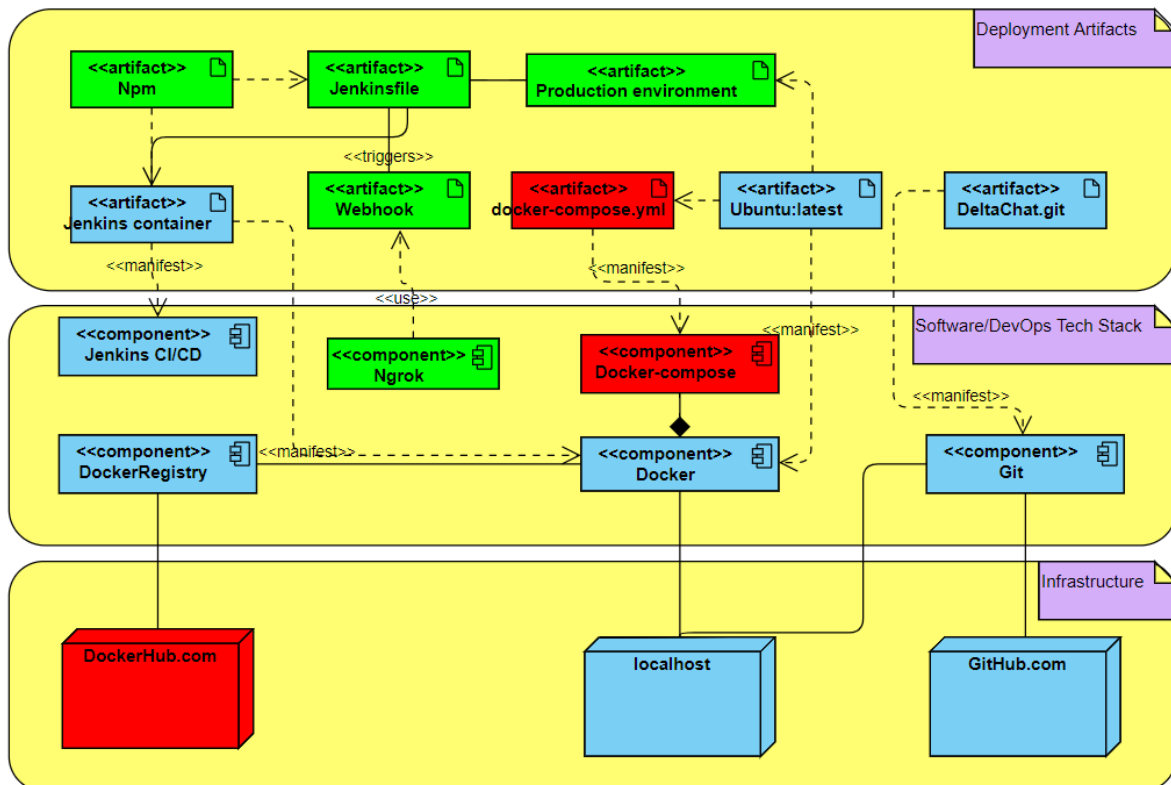 Deployment Artifacts
<<artifact>>
Npm
<<artifact>>
Jenkinsfile
<<artifact>>
Production environment
<<triggers>>
<<artifact>>
Jenkins container
<<artifact>>
Webhook
<<artifact>>
docker-compose.yml
<<artifact>>
Ubuntu:latest
<<artifact>>
DeltaChat.git
<<manifest>>
<<manifest>>
<<use>>
Software/DevOps Tech Stack
<<component>>
Jenkins CI/CD
<<component>>
Ngrok
<<component>>
Docker-compose
<<manifest>>
<<manifest>>
<<component>>
DockerRegistry
<<manifest>>
<<component>>
Docker
<<component>>
Git
Infrastructure
DockerHub.com
localhost
GitHub.com